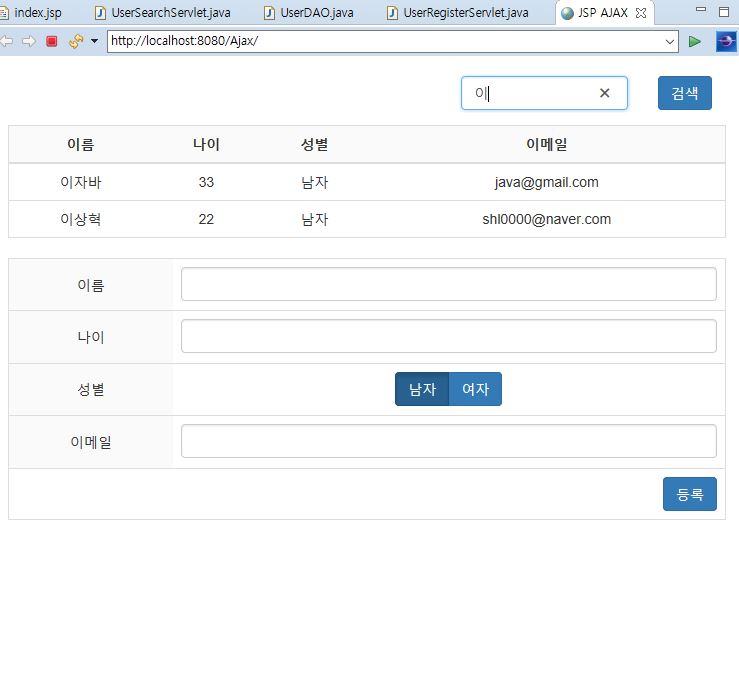 index.jsp UserSearchServlet.java UserDAO.java UserRegisterServlet.java JSP AJAX
http://localhost:8080/Ajax/
이 검색
이름 나이 성별 이메일
이자바 33 남자 java@gmail.com
이상혁 22 남자 shl0000@naver.com
이름
나이
성별 남자 여자
이메일
등록